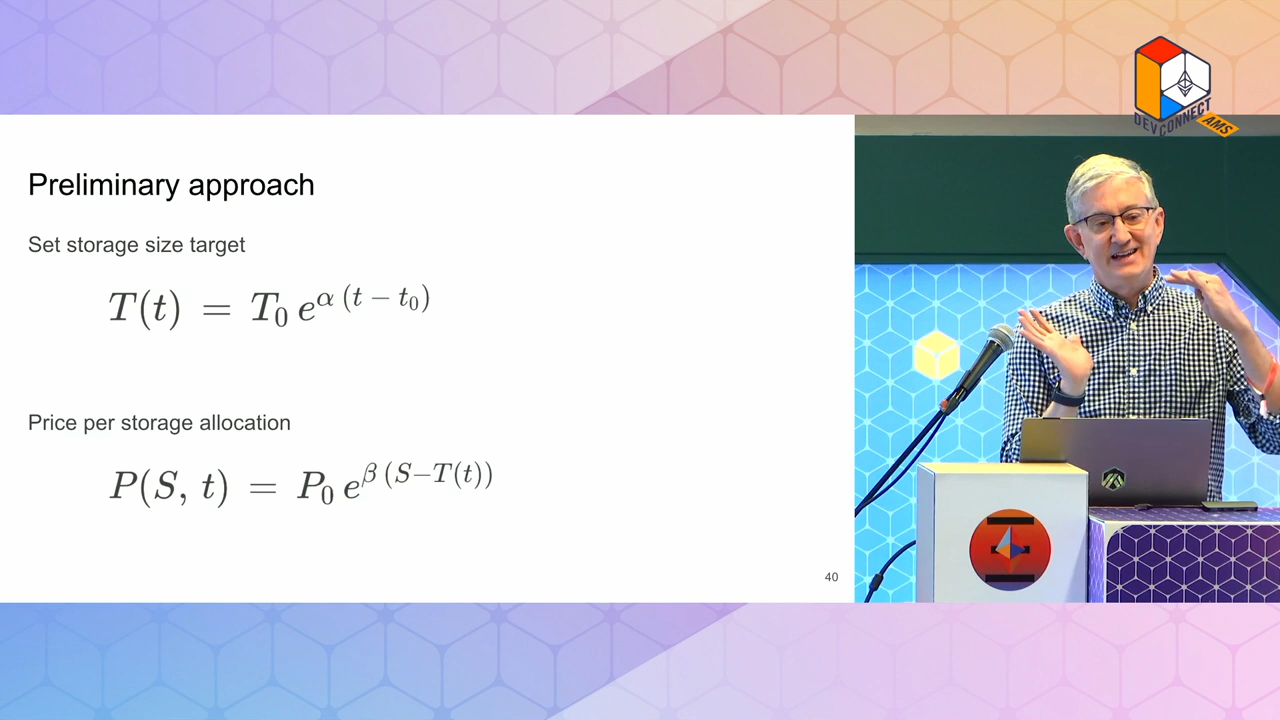 DEVCONNECT
AMS
Preliminary approach
Set storage size target
T(t) = T₀ e^{α (t − t₀)}
Price per storage allocation
P(S, t) = P₀ e^{β (S−T(t))}
40